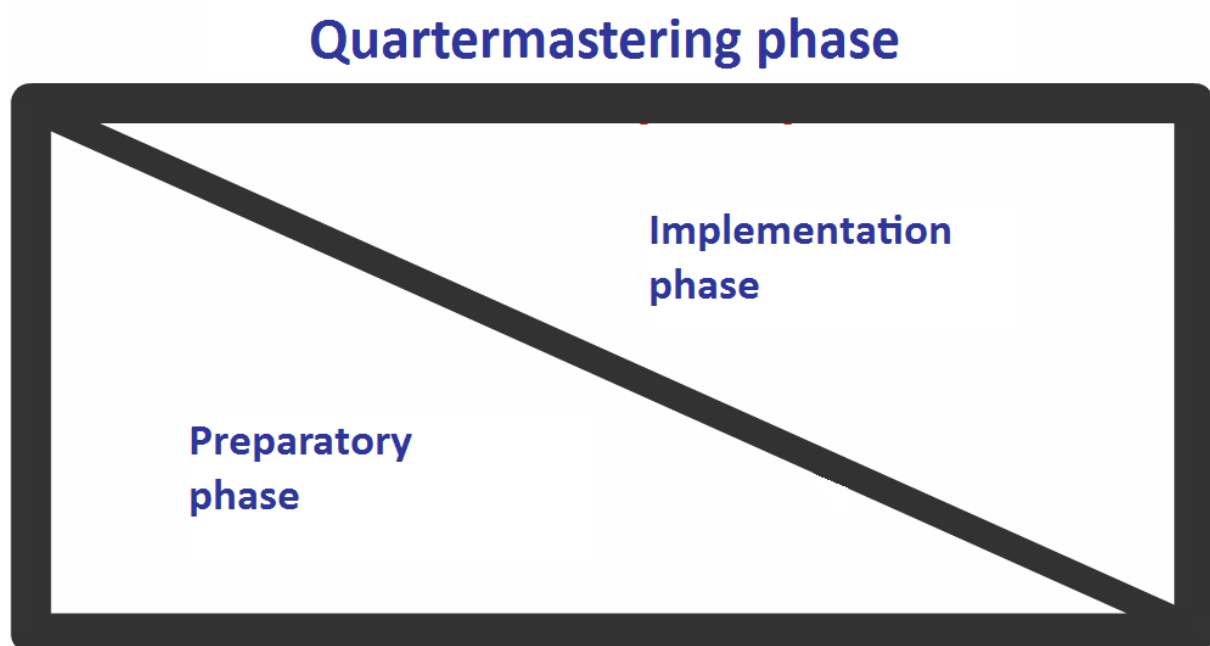 Quartermastering phase
Implementation
phase
Preparatory
phase